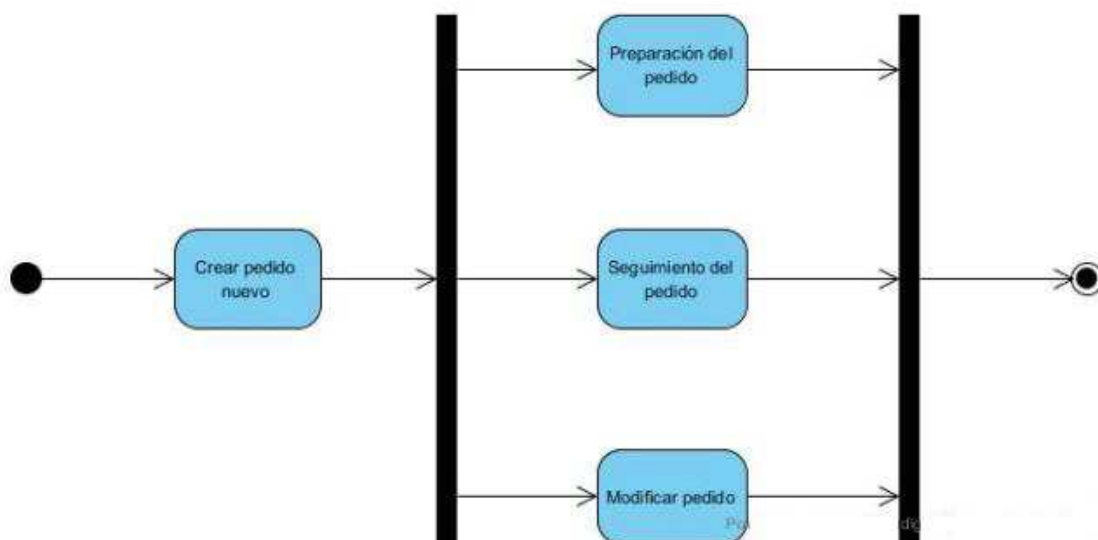 Preparación del
pedido
Crear pedido
nuevo
Seguimiento del
pedido
Modificar pedido